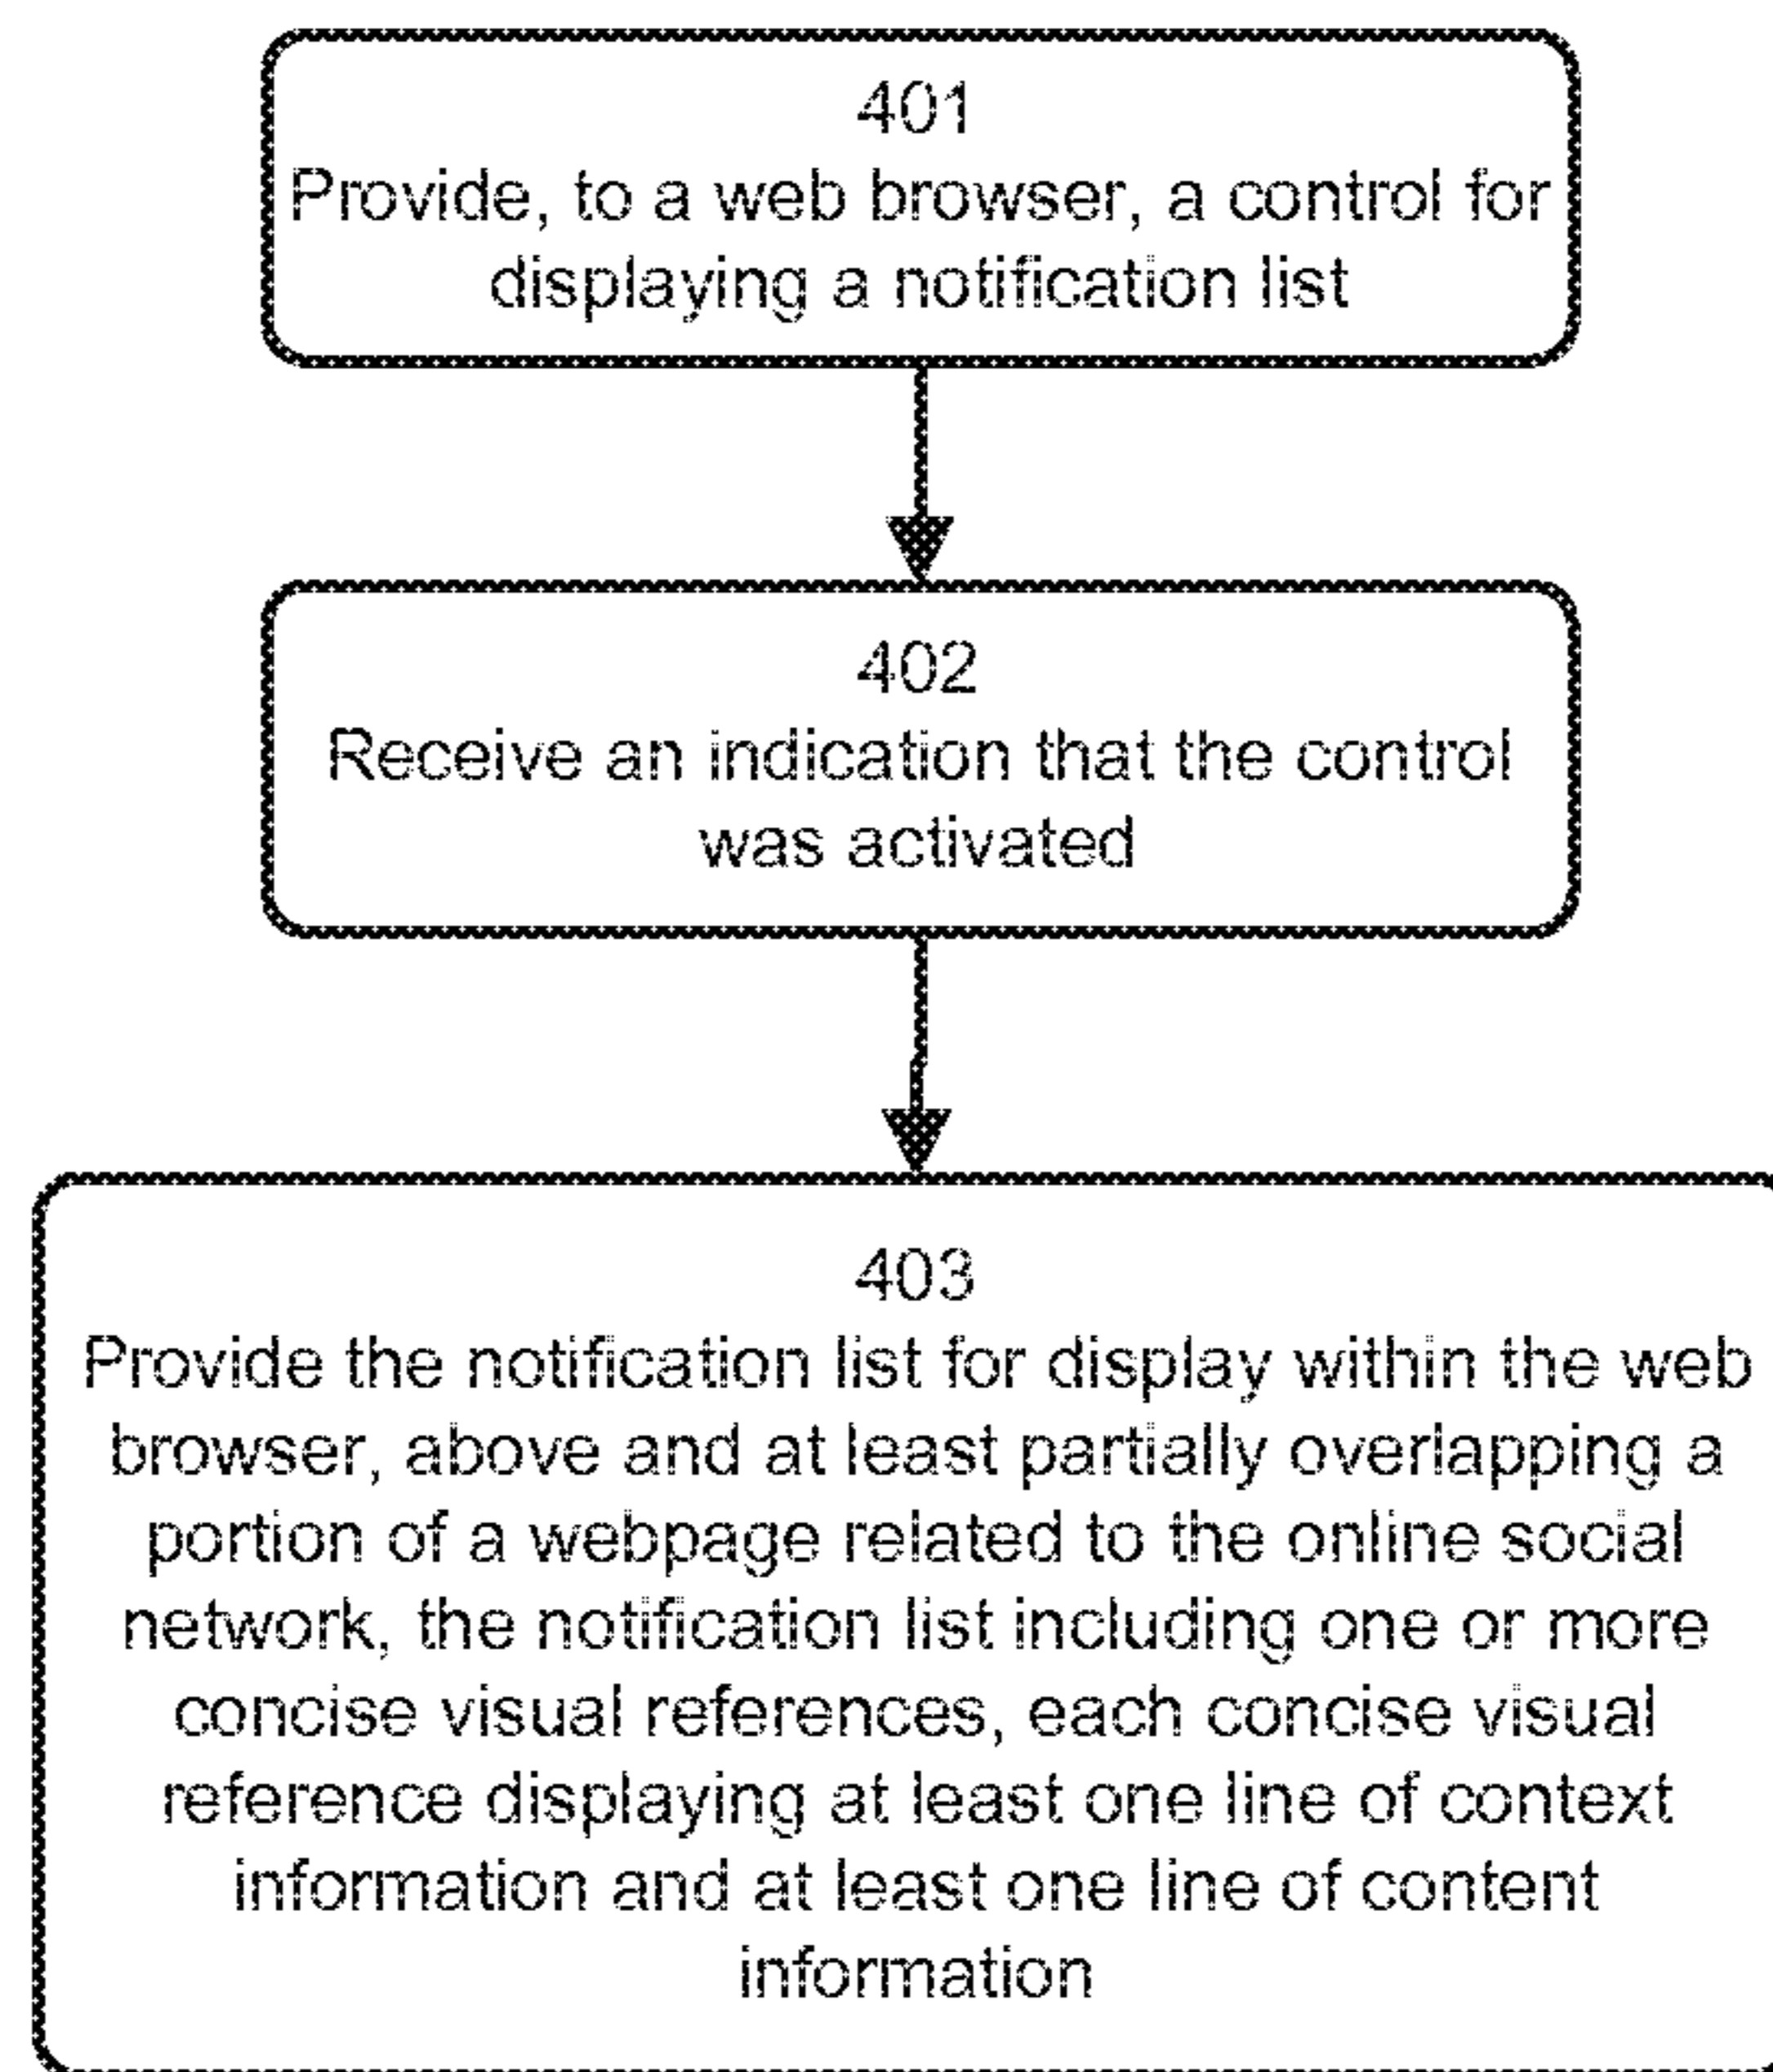 401
Provide, to a web browser, a control for
displaying a notification list
402
Receive an indication that the control
was activated
403
Provide the notification list for display within the web
browser, above and at least partially overlapping a
portion of a webpage related to the online social
network, the notification list including one or more
concise visual references, each concise visual
reference displaying at least one line of context
information and at least one line of content
information